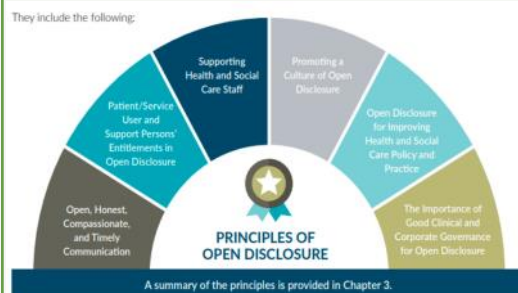 They include the following:
Open, Honest,
Compassionate,
and Timely
Communication
Patient/Service
User and
Support Persons'
Entitlements in
Open Disclosure
Supporting
Health and Social
Care Staff
Promoting a
Culture of Open
Disclosure
Open Disclosure
for Improving
Health and Social
Care Policy and
Practice
The Importance of
Good Clinical and
Corporate Governance
for Open Disclosure
PRINCIPLES OF
OPEN DISCLOSURE
A summary of the principles is provided in Chapter 3.